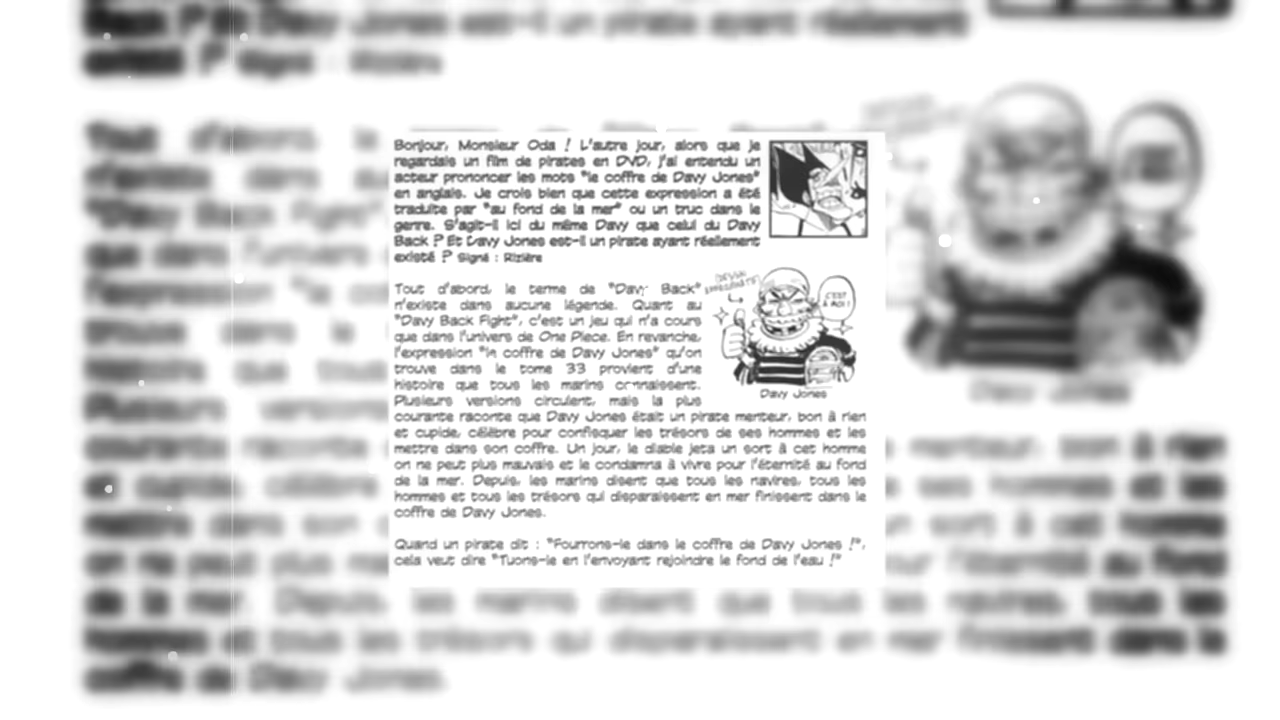 Bonjour, Monsieur Oda ! L'autre jour, alors que je
regardais un film de pirates en DVD, j'ai entendu un
acteur prononcer les mots "le coffre de Davy Jones"
en anglais. Je crois bien que cette expression a été
traduite par "au fond de la mer" ou un truc dans le
genre. S'agit-il ici du même Davy que celui du Davy
Back ? Et Davy Jones est-il un pirate ayant réellement
existé ? Signé : Rizière
Tout d'abord, le terme de "Davy Back"
n'existe dans aucune légende. Quant au
"Davy Back Fight", c'est un jeu qui n'a cours
que dans l'univers de One Piece. En revanche,
l'expression "le coffre de Davy Jones" qu'on
trouve dans le tome 33 provient d'une
histoire que tous les marins connaissent.
Plusieurs versions circulent, mais la plus
courante raconte que Davy Jones était un pirate menteur, bon à rien
et cupide, célèbre pour confisquer les trésors de ses hommes et les
mettre dans son coffre. Un jour, le diable jeta un sort à cet homme
on ne peut plus mauvais et le condamna à vivre pour l'éternité au fond
de la mer. Depuis, les marins disent que tous les navires, tous les
hommes et tous les trésors qui disparaissent en mer finissent dans le
coffre de Davy Jones.
Quand un pirate dit : "Fourrons-le dans le coffre de Davy Jones !",
cela veut dire "Tuons-le en l'envoyant rejoindre le fond de l'eau !"
C'EST
À MOI !
Davy Jones